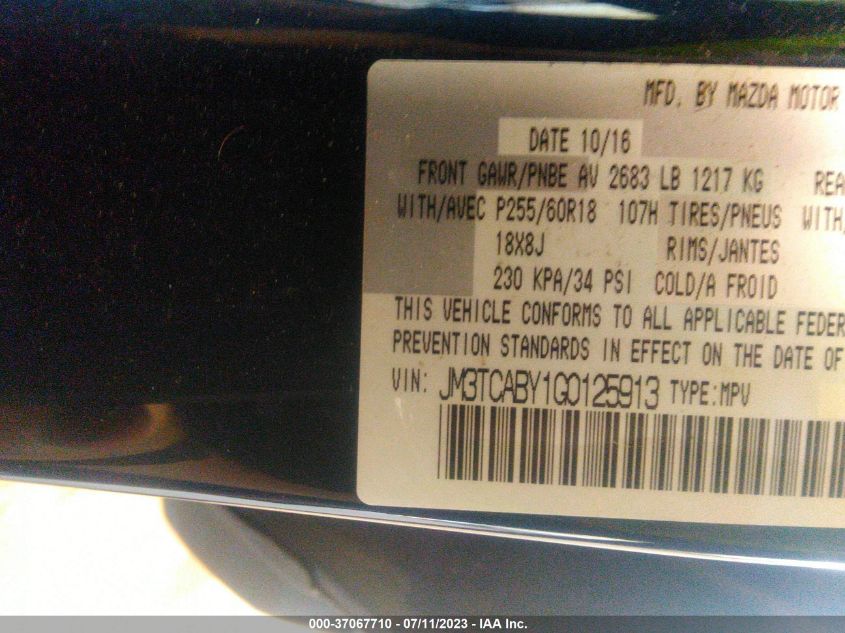 MFD. BY MAZDA MOTOR
DATE 10/16
FRONT GAWR/PNBE AV 2683 LB 1217 KG REA
WITH/AVEC P255/60R18 107H TIRES/PNEUS WITH/
18X8J RIMS/JANTES
230 KPA/34 PSI COLD/A FROID
THIS VEHICLE CONFORMS TO ALL APPLICABLE FEDER
PREVENTION STANDARDS IN EFFECT ON THE DATE OF
VIN: JM3TCABY1G0125913 TYPE:MPV
000-37067710 - 07/11/2023 - IAA Inc.